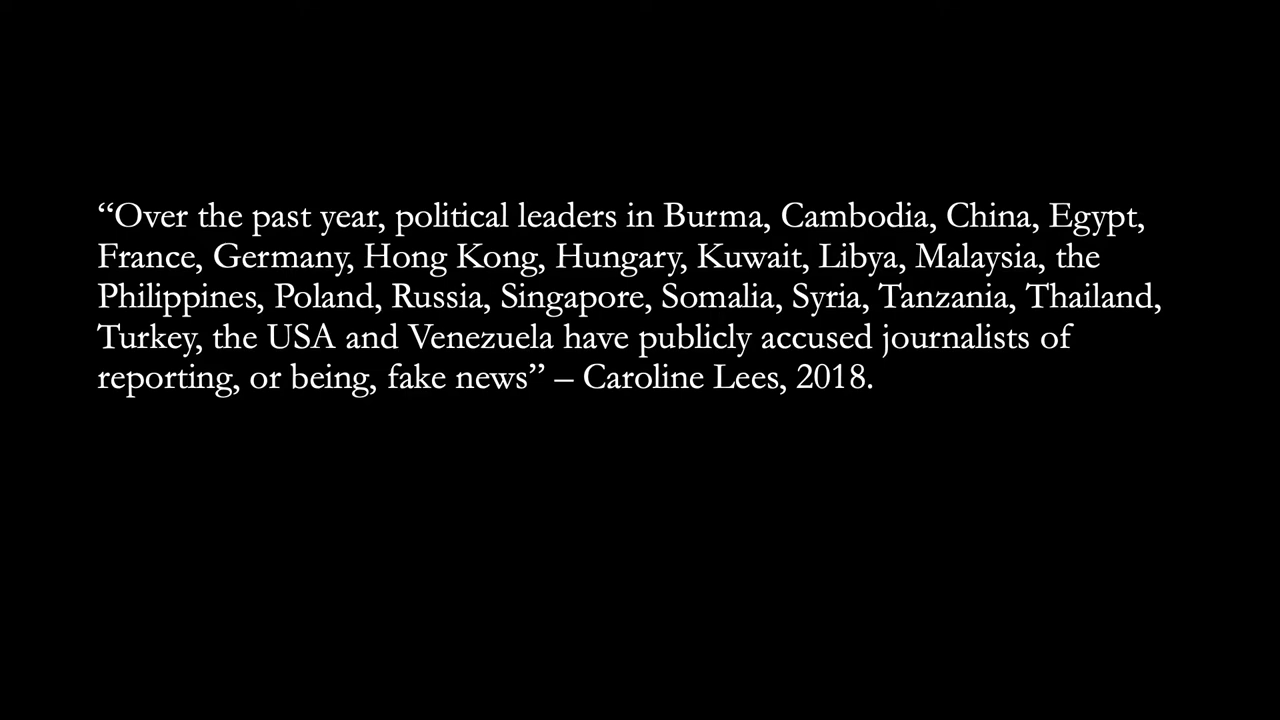 “Over the past year, political leaders in Burma, Cambodia, China, Egypt,
France, Germany, Hong Kong, Hungary, Kuwait, Libya, Malaysia, the
Philippines, Poland, Russia, Singapore, Somalia, Syria, Tanzania, Thailand,
Turkey, the USA and Venezuela have publicly accused journalists of
reporting, or being, fake news” – Caroline Lees, 2018.